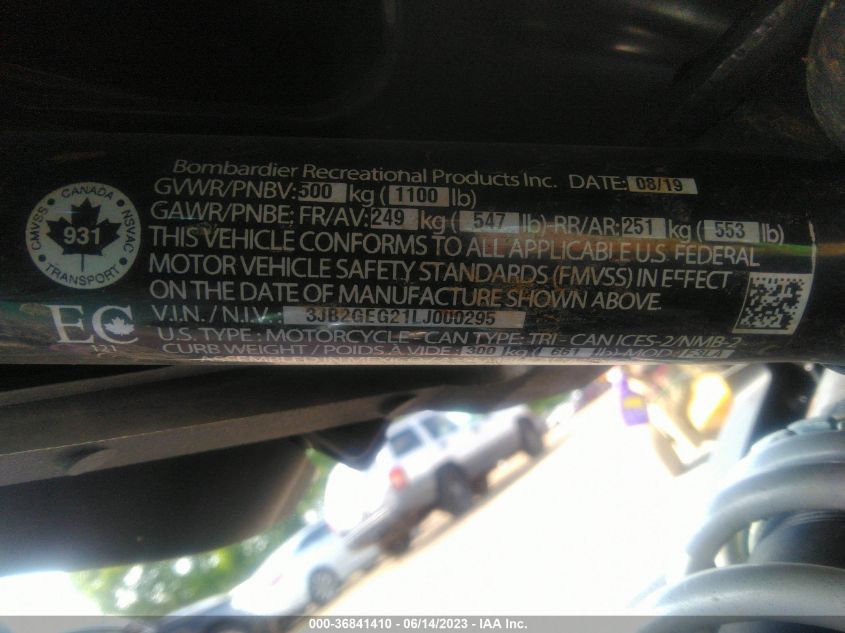 Bombardier Recreational Products Inc. DATE: 08/19
GVWR/PNBV: 500 kg ( 1100 lb)
GAWR/PNBE: FR/AV: 249 kg ( 547 lb)-RR/AR: 251 kg ( 553 lb)
THIS VEHICLE CONFORMS TO ALL APPLICABLE U.S. FEDERAL
MOTOR VEHICLE SAFETY STANDARDS (FMVSS) IN EFFECT
ON THE DATE OF MANUFACTURE SHOWN ABOVE.
V.I.N. / N.I.V. 3JB2GEG21LJ000295
U.S. TYPE : MOTORCYCLE - CAN TYPE: TRI - CAN ICES-2/NMB-2-
CURB WEIGHT / POIDS A VIDE : 300 kg ( 661 lb)-MOD:
CANADA
CMVSS 931 NSVAC
TRANSPORT
EC
121
000-36841410 - 06/14/2023 - IAA Inc.